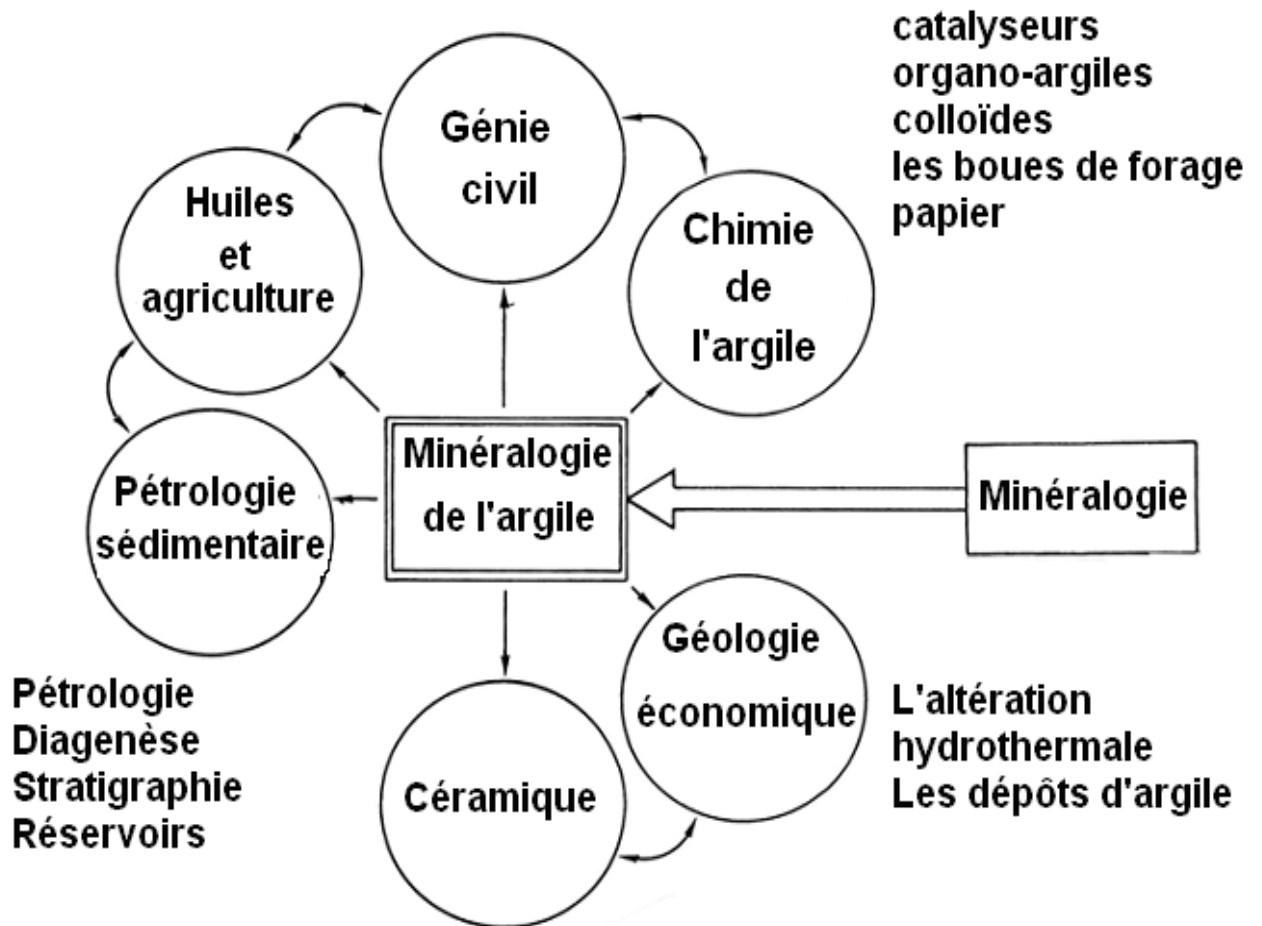 catalyseurs
organo-argiles
colloïdes
les boues de forage
papier
Génie
civil
Huiles
et
agriculture
Chimie
de
l'argile
Minéralogie
de l'argile
Minéralogie
Pétrologie
sédimentaire
Géologie
économique
Céramique
Pétrologie
Diagenèse
Stratigraphie
Réservoirs
L'altération
hydrothermale
Les dépôts d'argile